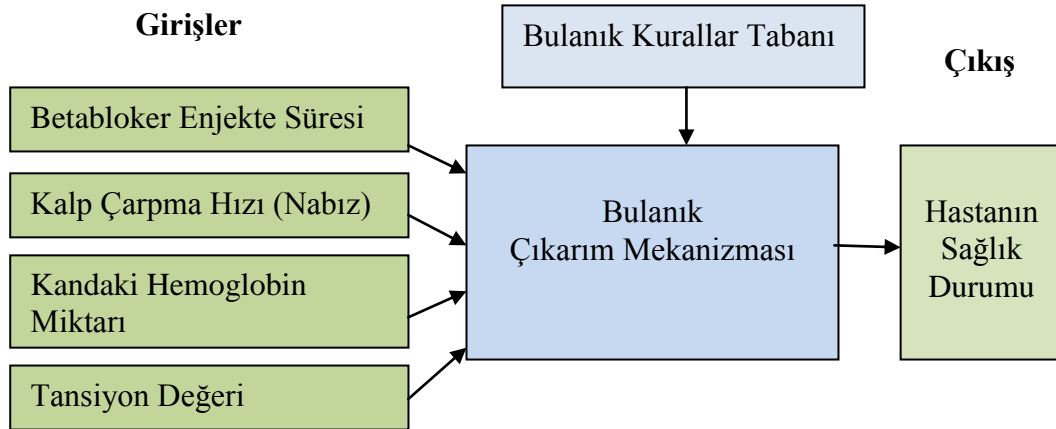 Girişler
Bulanık Kurallar Tabanı
Çıkış
Betabloker Enjekte Süresi
Kalp Çarpma Hızı (Nabız)
Kandaki Hemoglobin
Miktarı
Tansiyon Değeri
Bulanık
Çıkarım Mekanizması
Hastanın
Sağlık
Durumu